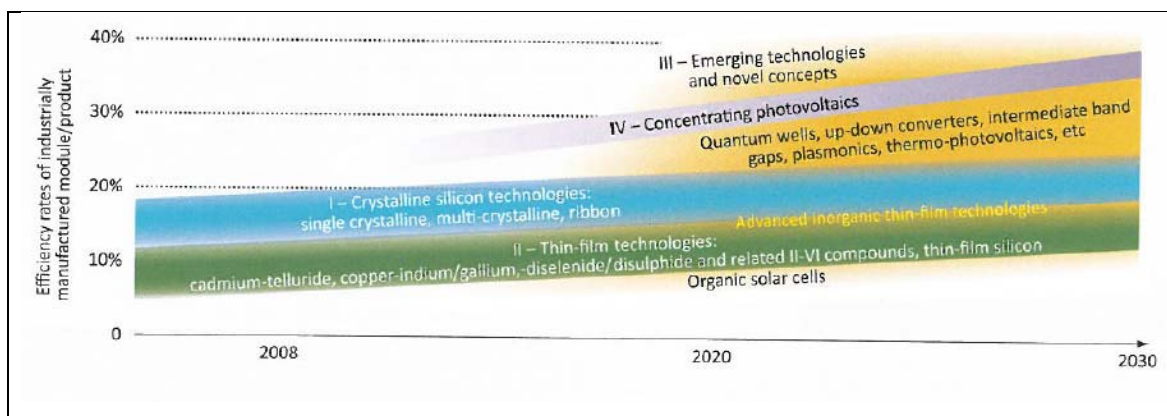 40%
III – Emerging technologies
and novel concepts
30%
IV – Concentrating photovoltaics
Quantum wells, up-down converters, intermediate band
gaps, plasmonics, thermo-photovoltaics, etc
20%
I – Crystalline silicon technologies:
single crystalline, multi-crystalline, ribbon
Advanced inorganic thin-film technologies
II – Thin-film technologies:
10%
cadmium-telluride, copper-indium/gallium,-diselenide/disulphide and related II-VI compounds, thin-film silicon
Organic solar cells
0
2008
2020
2030
Efficiency rates of industrially
manufactured module/product